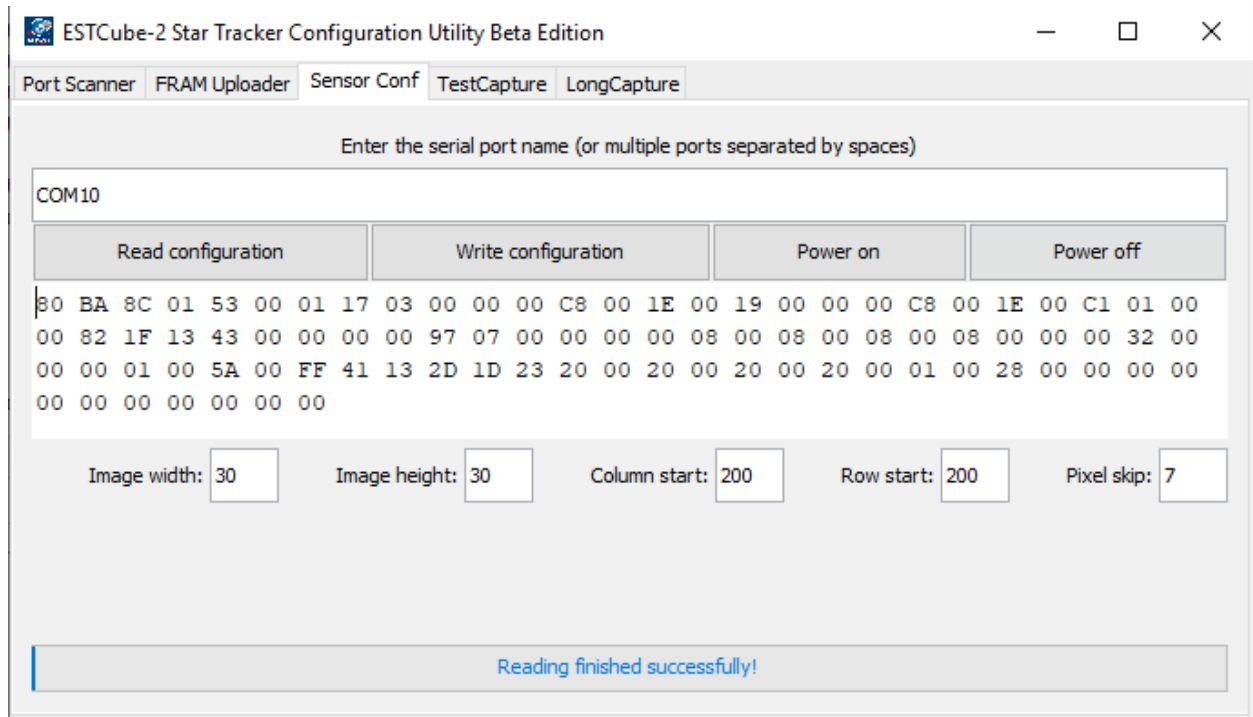 ESTCube-2 Star Tracker Configuration Utility Beta Edition
Port Scanner FRAM Uploader Sensor Conf TestCapture LongCapture
Enter the serial port name (or multiple ports separated by spaces)
COM10
Read configuration Write configuration Power on Power off
80 BA 8C 01 53 00 01 17 03 00 00 00 C8 00 1E 00 19 00 00 00 C8 00 1E 00 C1 01 00
00 82 1F 13 43 00 00 00 00 97 07 00 00 00 00 08 00 08 00 08 00 08 00 00 00 32 00
00 00 01 00 5A 00 FF 41 13 2D 1D 23 20 00 20 00 20 00 20 00 01 00 28 00 00 00 00
00 00 00 00 00 00 00
Image width: 30 Image height: 30 Column start: 200 Row start: 200 Pixel skip: 7
Reading finished successfully!